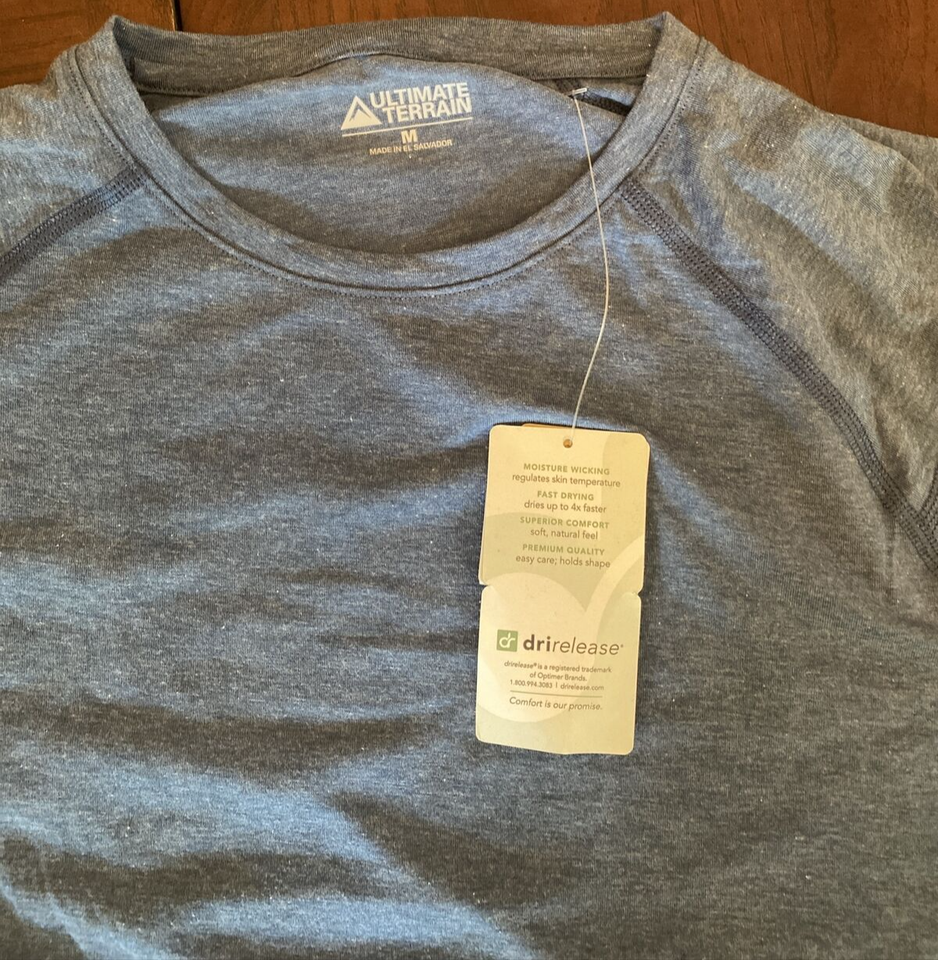 ULTIMATE
TERRAIN
M
MADE IN EL SALVADOR
MOISTURE WICKING
regulates skin temperature
FAST DRYING
dries up to 4x faster
SUPERIOR COMFORT
soft, natural feel
PREMIUM QUALITY
easy care; holds shape
dr drirelease®
drirelease® is a registered trademark
of Optimer Brands.
1.800.994.3083 | drirelease.com
Comfort is our promise.